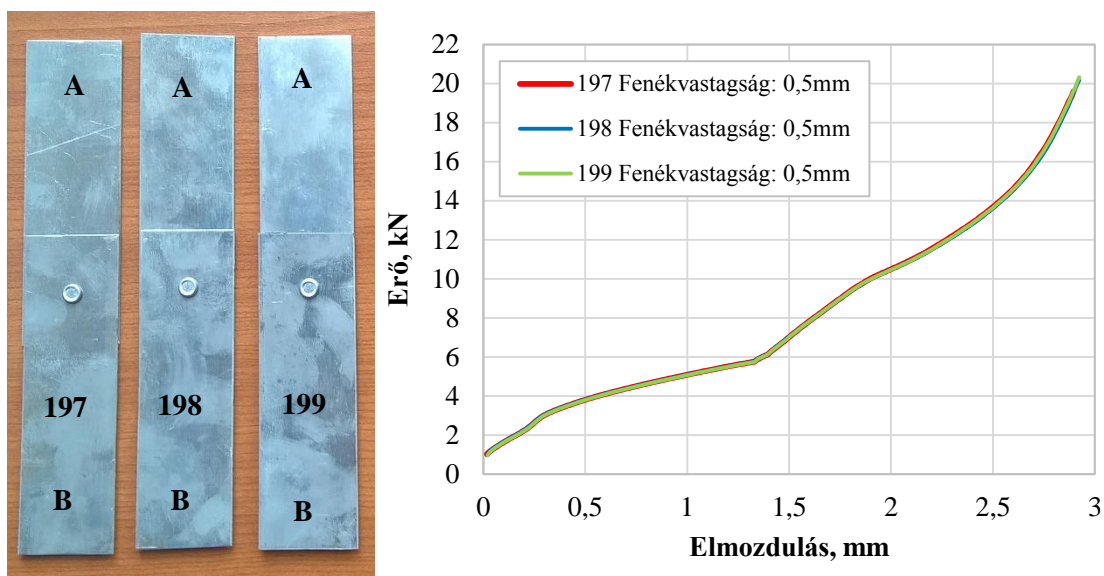 A A A
197 198 199
B B B
Erő, kN
22
20
18
16
14
12
10
8
6
4
2
0
197 Fenékvastagság: 0,5mm
198 Fenékvastagság: 0,5mm
199 Fenékvastagság: 0,5mm
0 0,5 1 1,5 2 2,5 3
Elmozdulás, mm